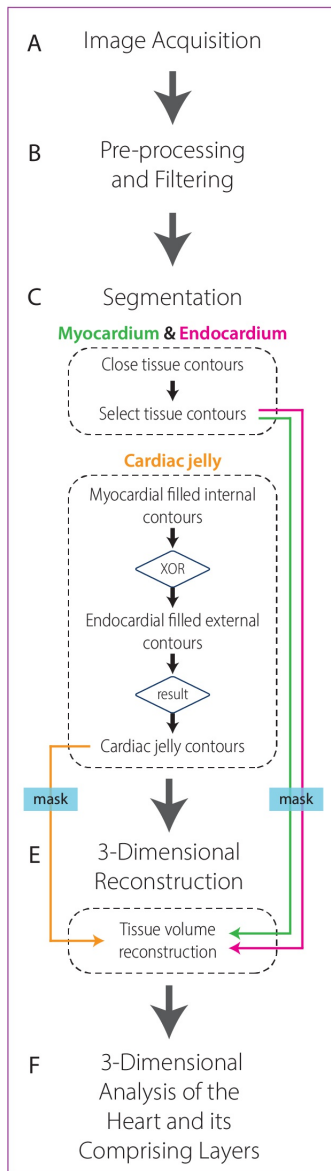 A Image Acquisition
B Pre-processing
and Filtering
C Segmentation
Myocardium & Endocardium
Close tissue contours
Select tissue contours
Cardiac jelly
Myocardial filled internal
contours
XOR
Endocardial filled external
contours
result
Cardiac jelly contours
mask mask
E 3-Dimensional
Reconstruction
Tissue volume
reconstruction
F 3-Dimensional
Analysis of the
Heart and its
Comprising Layers